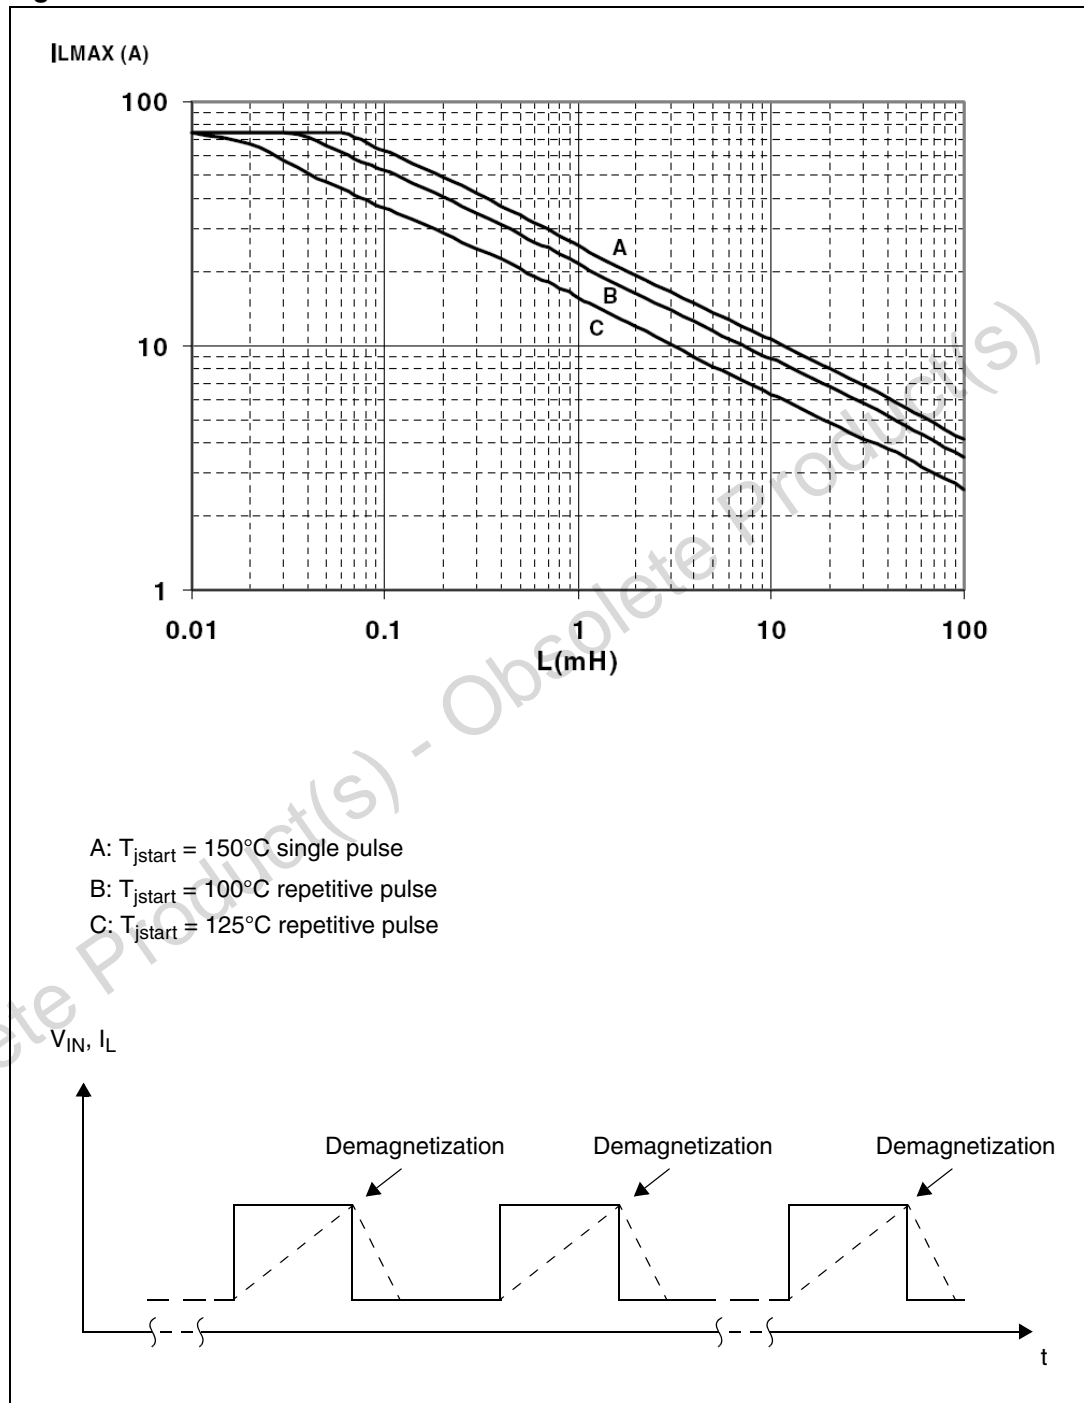 ILMAX (A)
100
10
1
A
B
C
0.01 0.1 1 10 100
L(mH)
A: Tjstart = 150°C single pulse
B: Tjstart = 100°C repetitive pulse
C: Tjstart = 125°C repetitive pulse
VIN, IL
Demagnetization Demagnetization Demagnetization
t
ete Product(s) - Obsolete Product(s)